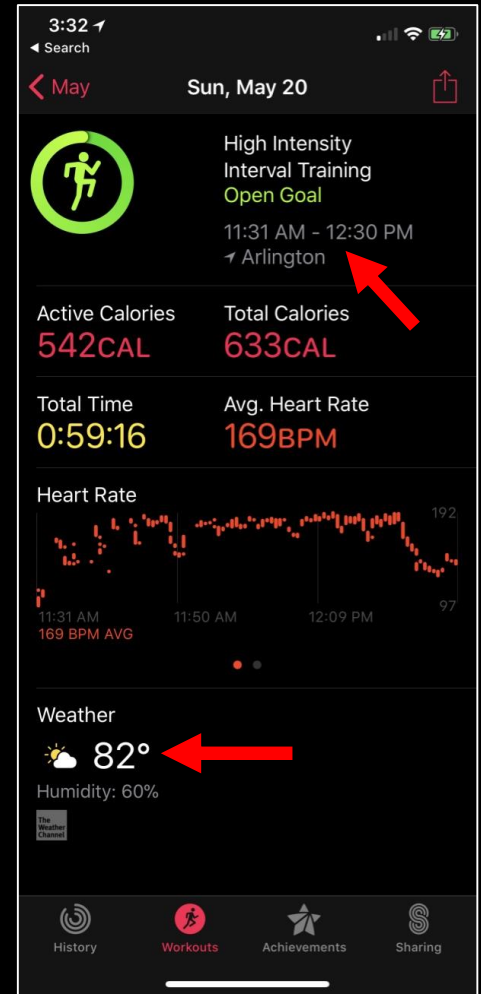 3:32
Search
May
Sun, May 20
High Intensity
Interval Training
Open Goal
11:31 AM - 12:30 PM
Arlington
Active Calories
Total Calories
542CAL
633CAL
Total Time
Avg. Heart Rate
0:59:16
169BPM
Heart Rate
192
97
11:31 AM
11:50 AM
12:09 PM
169 BPM AVG
Weather
82°
Humidity: 60%
The
Weather
Channel
History
Workouts
Achievements
Sharing